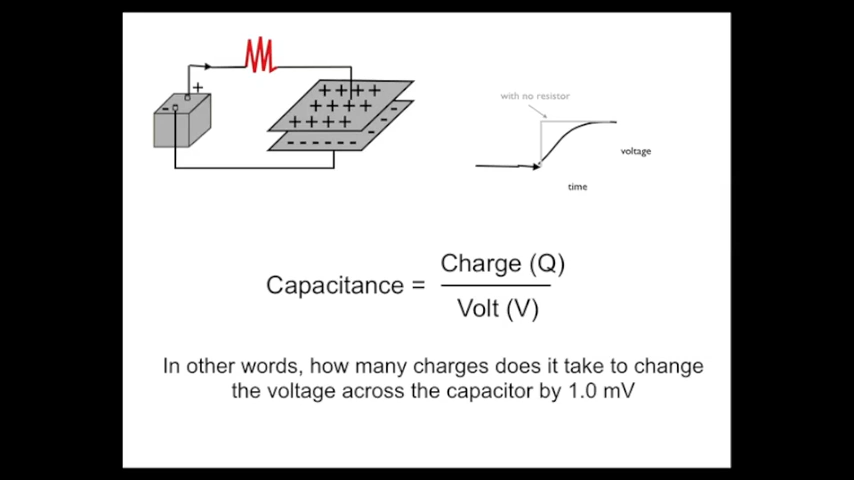 +
-
+ + + +
+ + + +
+ + + +
- - -
- - - - - -
with no resistor
voltage
time
Capacitance =
Charge (Q)
Volt (V)
In other words, how many charges does it take to change
the voltage across the capacitor by 1.0 mV